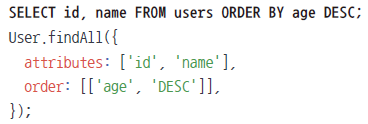 SELECT id, name FROM users ORDER BY age DESC;
User.findAll({
  attributes: ['id', 'name'],
  order: [['age', 'DESC']],
});